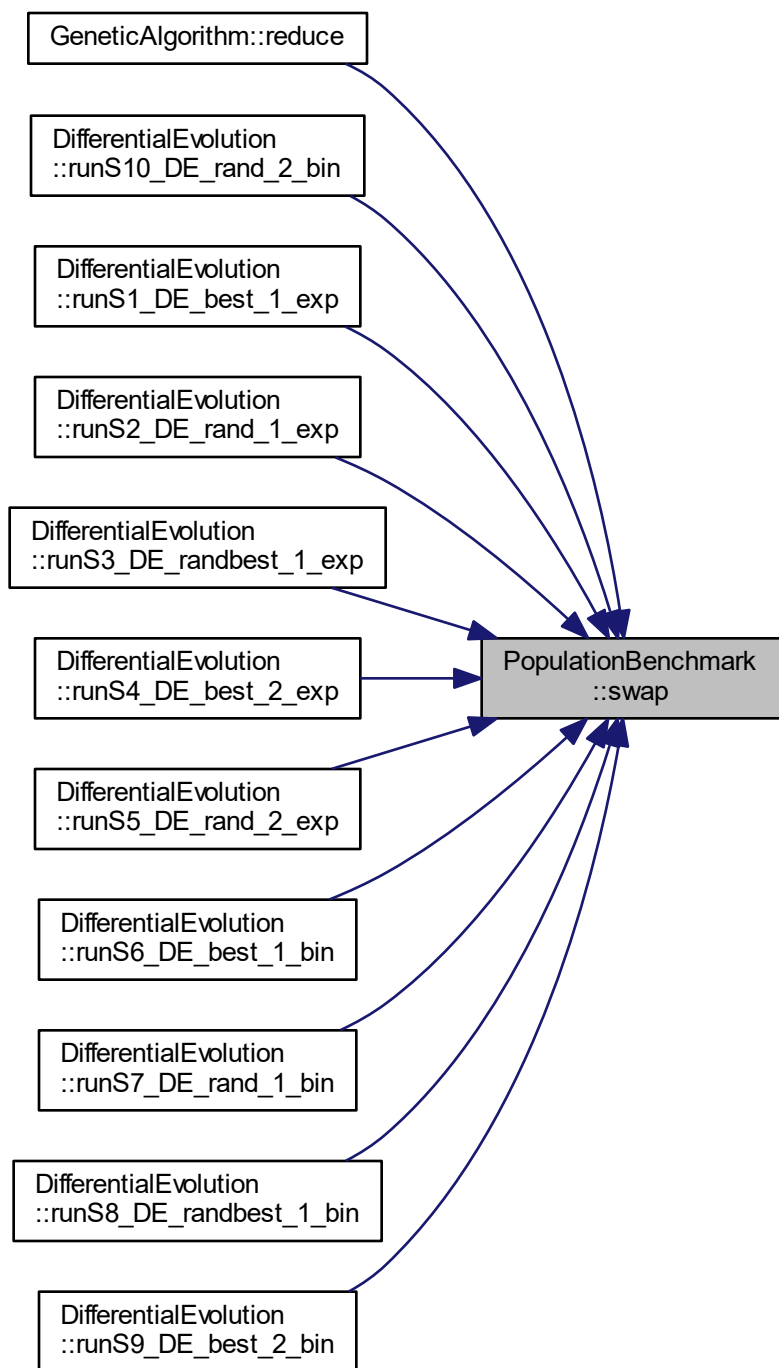 GeneticAlgorithm::reduce
DifferentialEvolution
::runS10_DE_rand_2_bin
DifferentialEvolution
::runS1_DE_best_1_exp
DifferentialEvolution
::runS2_DE_rand_1_exp
DifferentialEvolution
::runS3_DE_randbest_1_exp
DifferentialEvolution
::runS4_DE_best_2_exp
PopulationBenchmark
::swap
DifferentialEvolution
::runS5_DE_rand_2_exp
DifferentialEvolution
::runS6_DE_best_1_bin
DifferentialEvolution
::runS7_DE_rand_1_bin
DifferentialEvolution
::runS8_DE_randbest_1_bin
DifferentialEvolution
::runS9_DE_best_2_bin